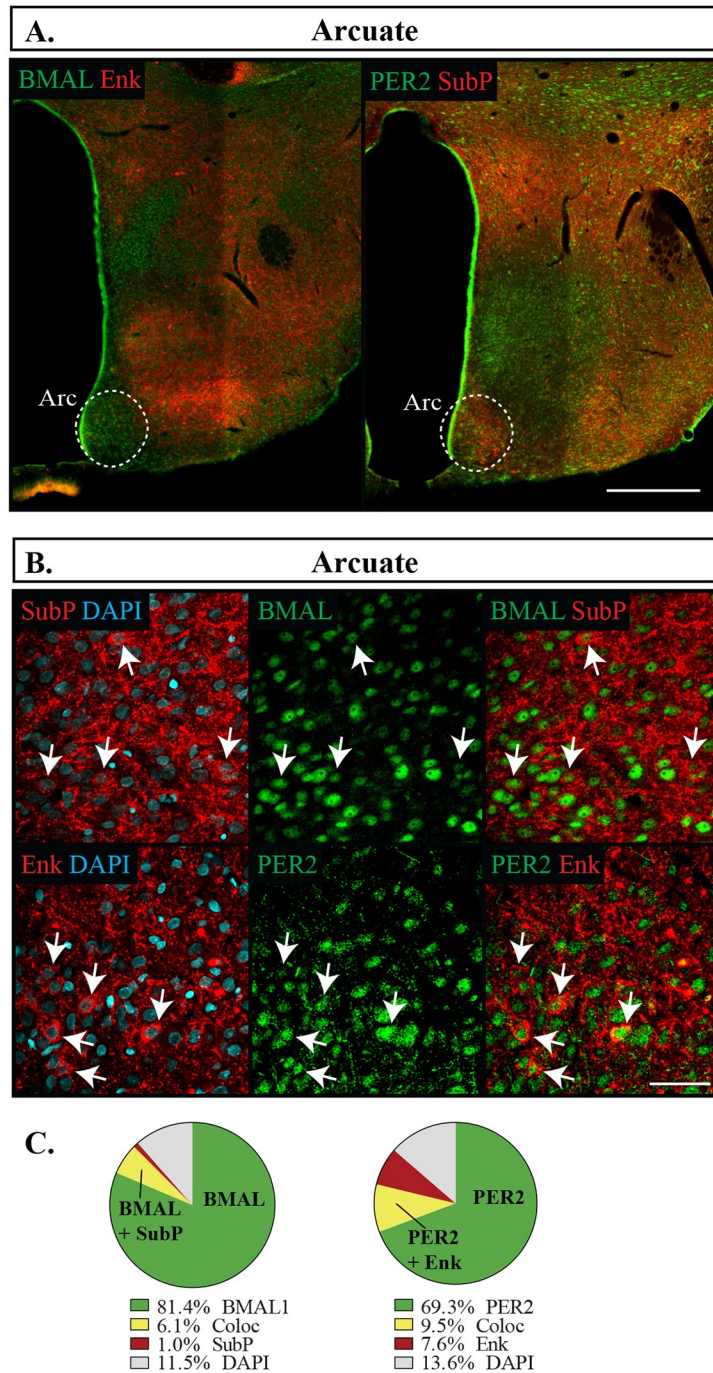 A. Arcuate
BMAL Enk PER2 SubP
Arc Arc
B. Arcuate
SubP DAPI BMAL BMAL SubP
Enk DAPI PER2 PER2 Enk
C.
BMAL
BMAL
+ SubP
81.4% BMAL1
6.1% Coloc
1.0% SubP
11.5% DAPI
PER2
PER2
+ Enk
69.3% PER2
9.5% Coloc
7.6% Enk
13.6% DAPI